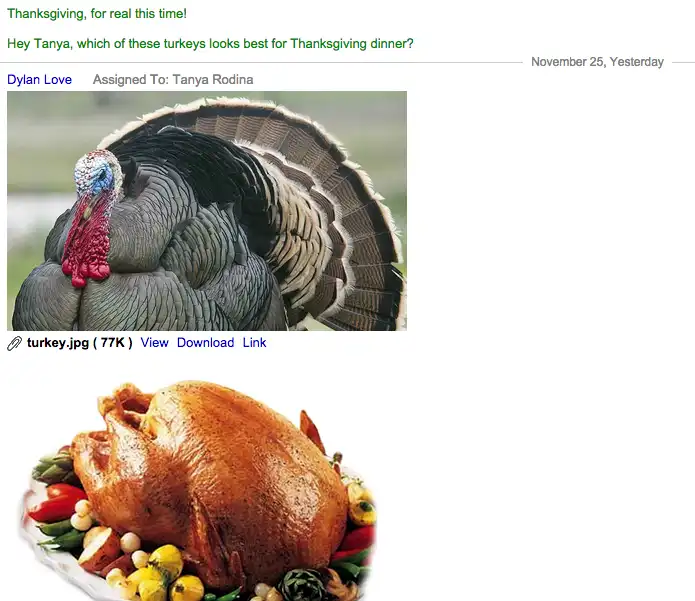 Thanksgiving, for real this time!
Hey Tanya, which of these turkeys looks best for Thanksgiving dinner?
November 25, Yesterday
Dylan Love Assigned To: Tanya Rodina
turkey.jpg ( 77K ) View Download Link